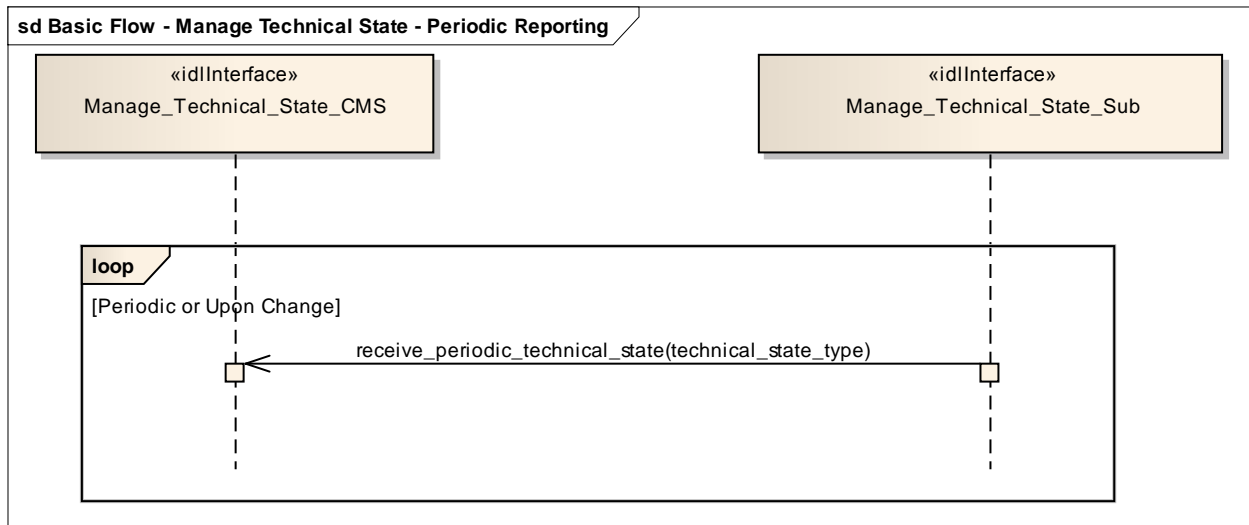 sd Basic Flow - Manage Technical State - Periodic Reporting
«idlInterface»
Manage_Technical_State_CMS
«idlInterface»
Manage_Technical_State_Sub
loop
[Periodic or Upon Change]
receive_periodic_technical_state(technical_state_type)